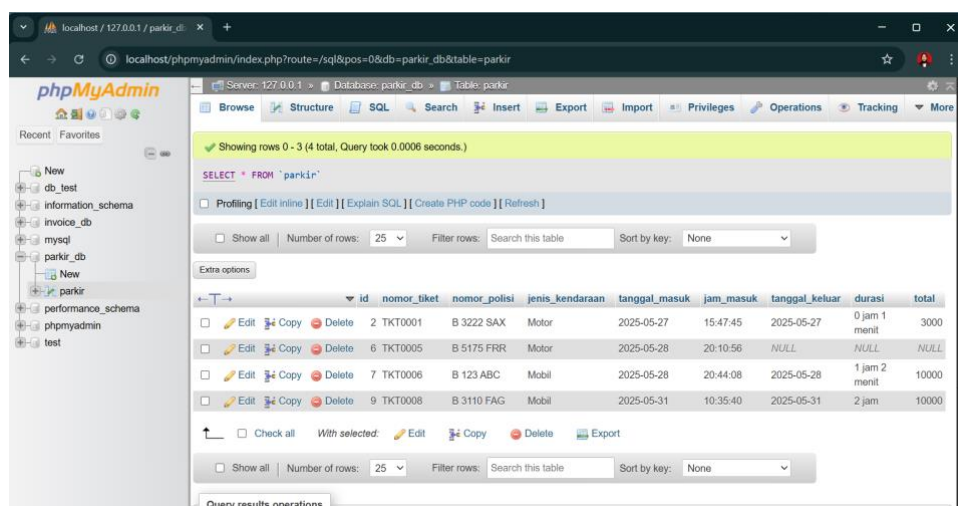 localhost / 127.0.0.1 / parkir_d
localhost/phpmyadmin/index.php?route=/sql&pos=0&db=parkir_db&table=parkir
phpMyAdmin
Recent Favorites
New
db_test
information_schema
invoice_db
mysql
parkir_db
New
parkir
performance_schema
phpmyadmin
test
Server: 127.0.0.1 » Database: parkir_db » Table: parkir
Browse Structure SQL Search Insert Export Import Privileges Operations Tracking More
Showing rows 0 - 3 (4 total, Query took 0.0006 seconds.)
SELECT * FROM `parkir`
Profiling [ Edit inline ] [ Edit ] [ Explain SQL ] [ Create PHP code ] [ Refresh ]
Show all Number of rows: 25 Filter rows: Search this table Sort by key: None
Extra options
id nomor_tiket nomor_polisi jenis_kendaraan tanggal_masuk jam_masuk tanggal_keluar durasi total
Edit Copy Delete 2 TKT0001 B 3222 SAX Motor 2025-05-27 15:47:45 2025-05-27 0 jam 1 menit 3000
Edit Copy Delete 6 TKT0005 B 5175 FRR Motor 2025-05-28 20:10:56 NULL NULL NULL
Edit Copy Delete 7 TKT0006 B 123 ABC Mobil 2025-05-28 20:44:08 2025-05-28 1 jam 2 menit 10000
Edit Copy Delete 9 TKT0008 B 3110 FAG Mobil 2025-05-31 10:35:40 2025-05-31 2 jam 10000
Check all With selected: Edit Copy Delete Export
Show all Number of rows: 25 Filter rows: Search this table Sort by key: None
Query results operations